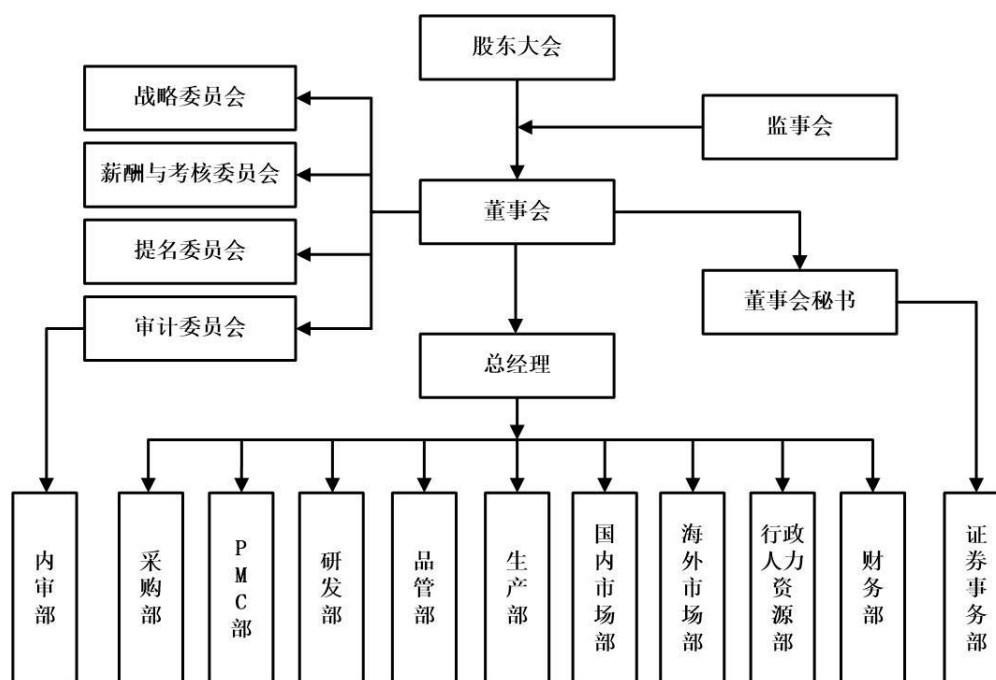 股东大会
战略委员会
监事会
薪酬与考核委员会
董事会
提名委员会
董事会秘书
审计委员会
总经理
内审部
采购部
PMC部
研发部
品管部
生产部
国内市场部
海外市场部
行政人力资源部
财务部
证券事务部